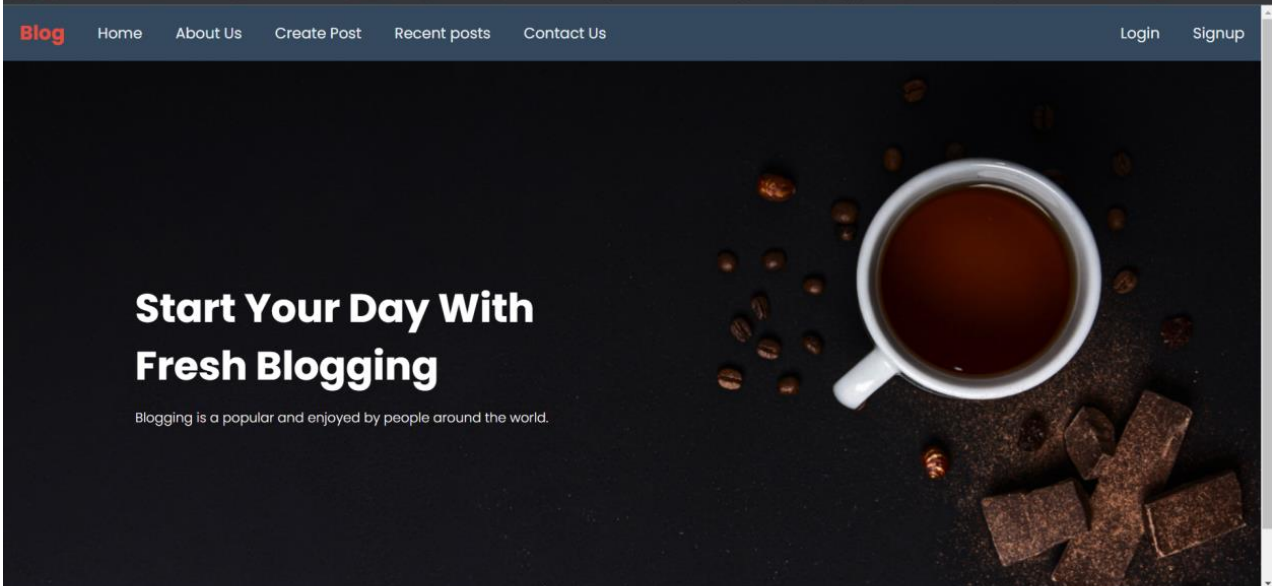 Blog Home About Us Create Post Recent posts Contact Us Login Signup
Start Your Day With
Fresh Blogging
Blogging is a popular and enjoyed by people around the world.